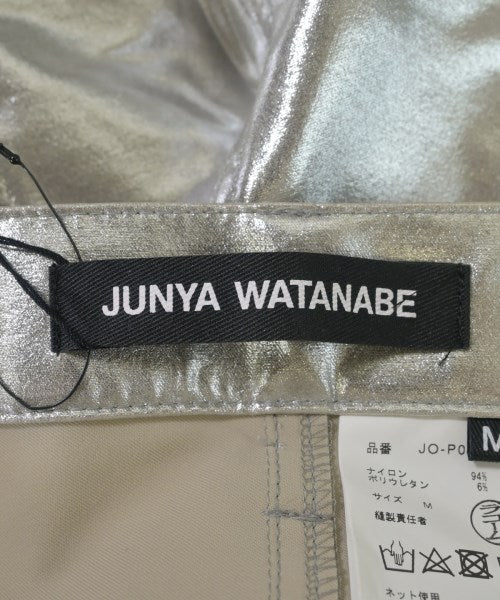 JUNYA WATANABE
M
品番 JO-P0
ナイロン 94%
ポリウレタン 6%
サイズ M
縫製責任者
ネット使用